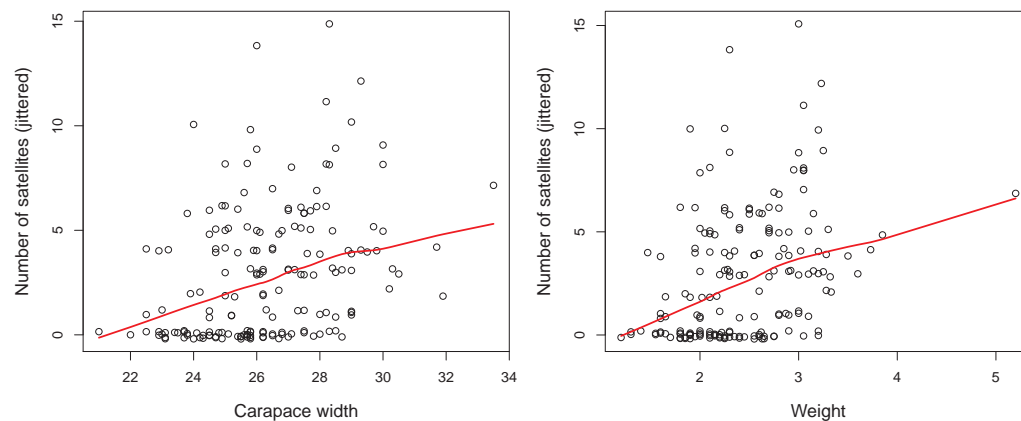 Number of satellites (jittered)
15
10
5
0
22 24 26 28 30 32 34
Carapace width
Number of satellites (jittered)
15
10
5
0
2 3 4 5
Weight